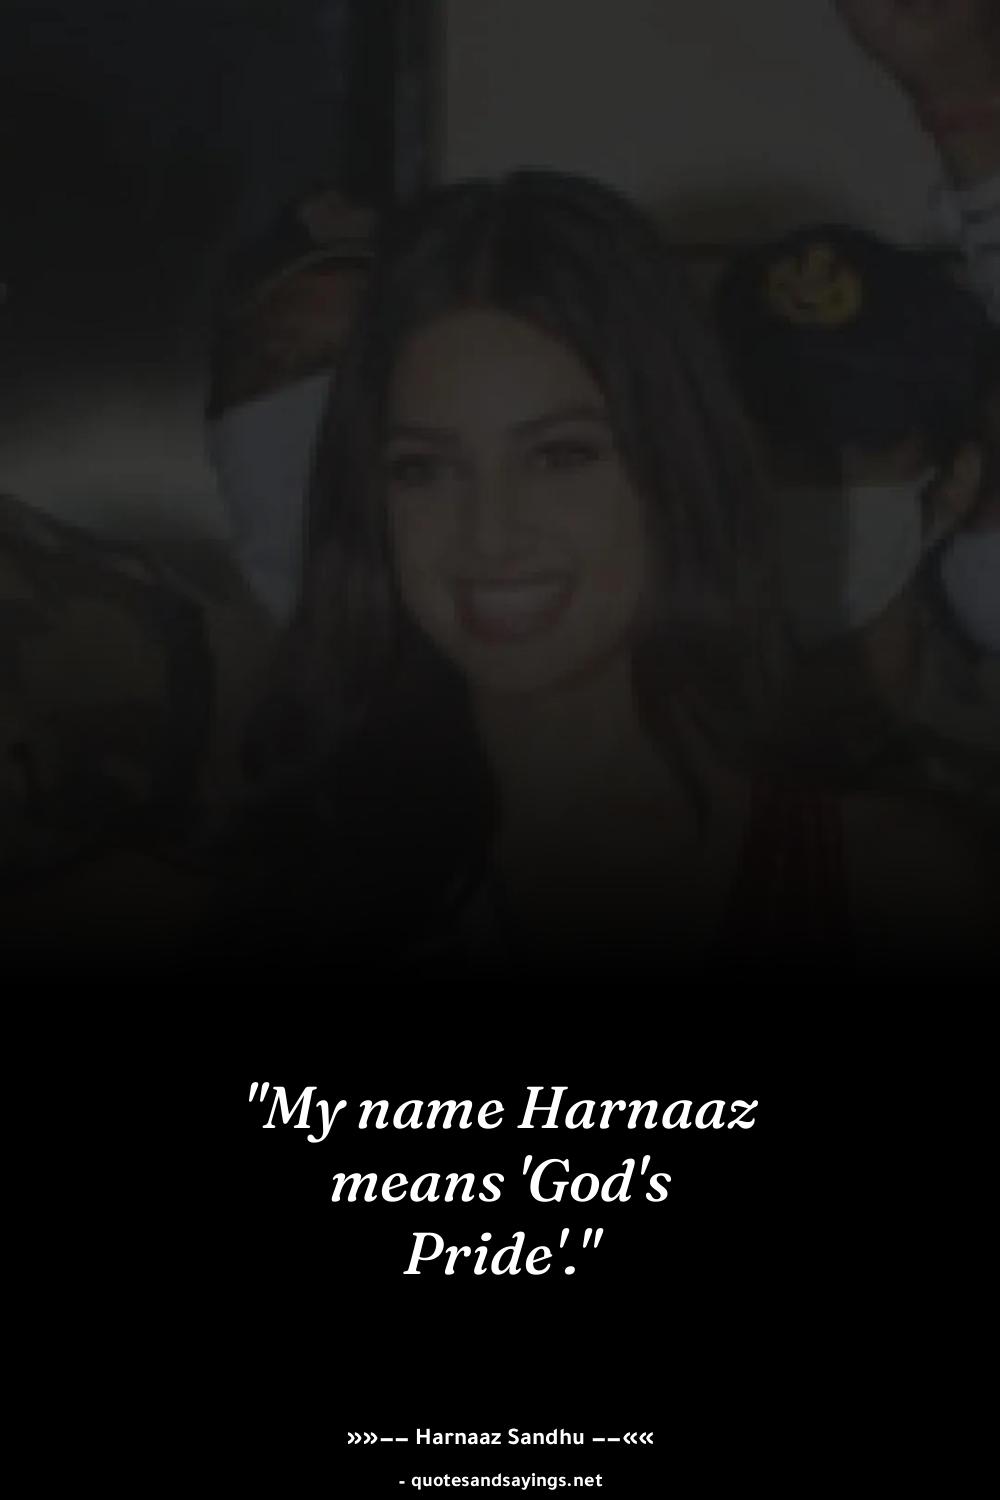 "My name Harnaaz
means 'God's
Pride'."
»»–– Harnaaz Sandhu ––««
- quotesandsayings.net